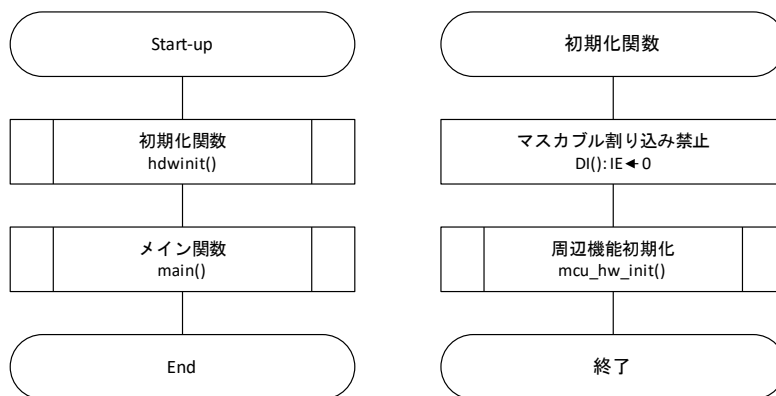 Start-up
初期化関数
hdwinit()
メイン関数
main()
End
初期化関数
マスカブル割り込み禁止
DI(): IE ← 0
周辺機能初期化
mcu_hw_init()
終了